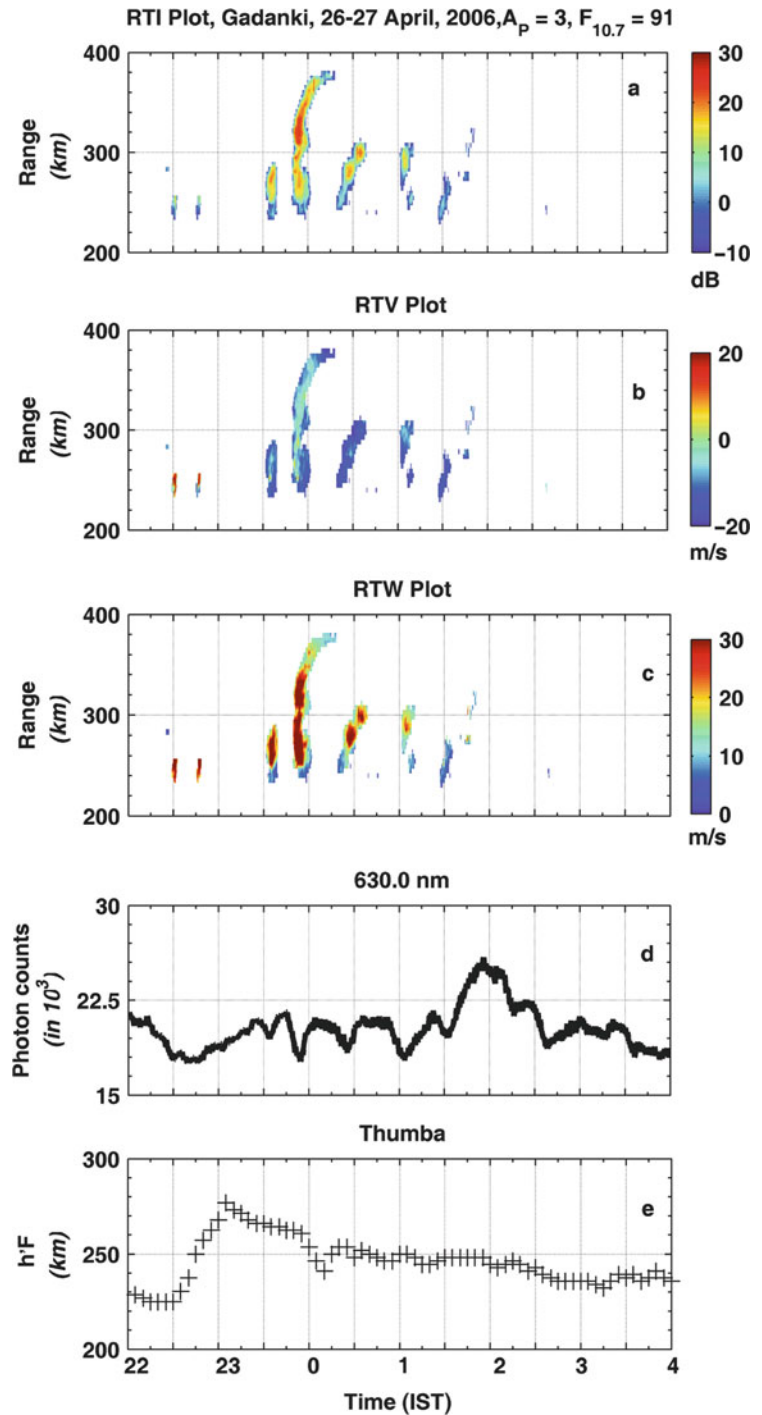 RTI Plot, Gadanki, 26-27 April, 2006,A_P = 3, F_10.7 = 91
400
300
200
Range
(km)
a
30
20
10
0
−10
dB
RTV Plot
400
300
200
Range
(km)
b
20
0
−20
m/s
RTW Plot
400
300
200
Range
(km)
c
30
20
10
0
m/s
630.0 nm
30
22.5
15
Photon counts
(in 10^3)
d
Thumba
300
250
200
h'F
(km)
e
22 23 0 1 2 3 4
Time (IST)